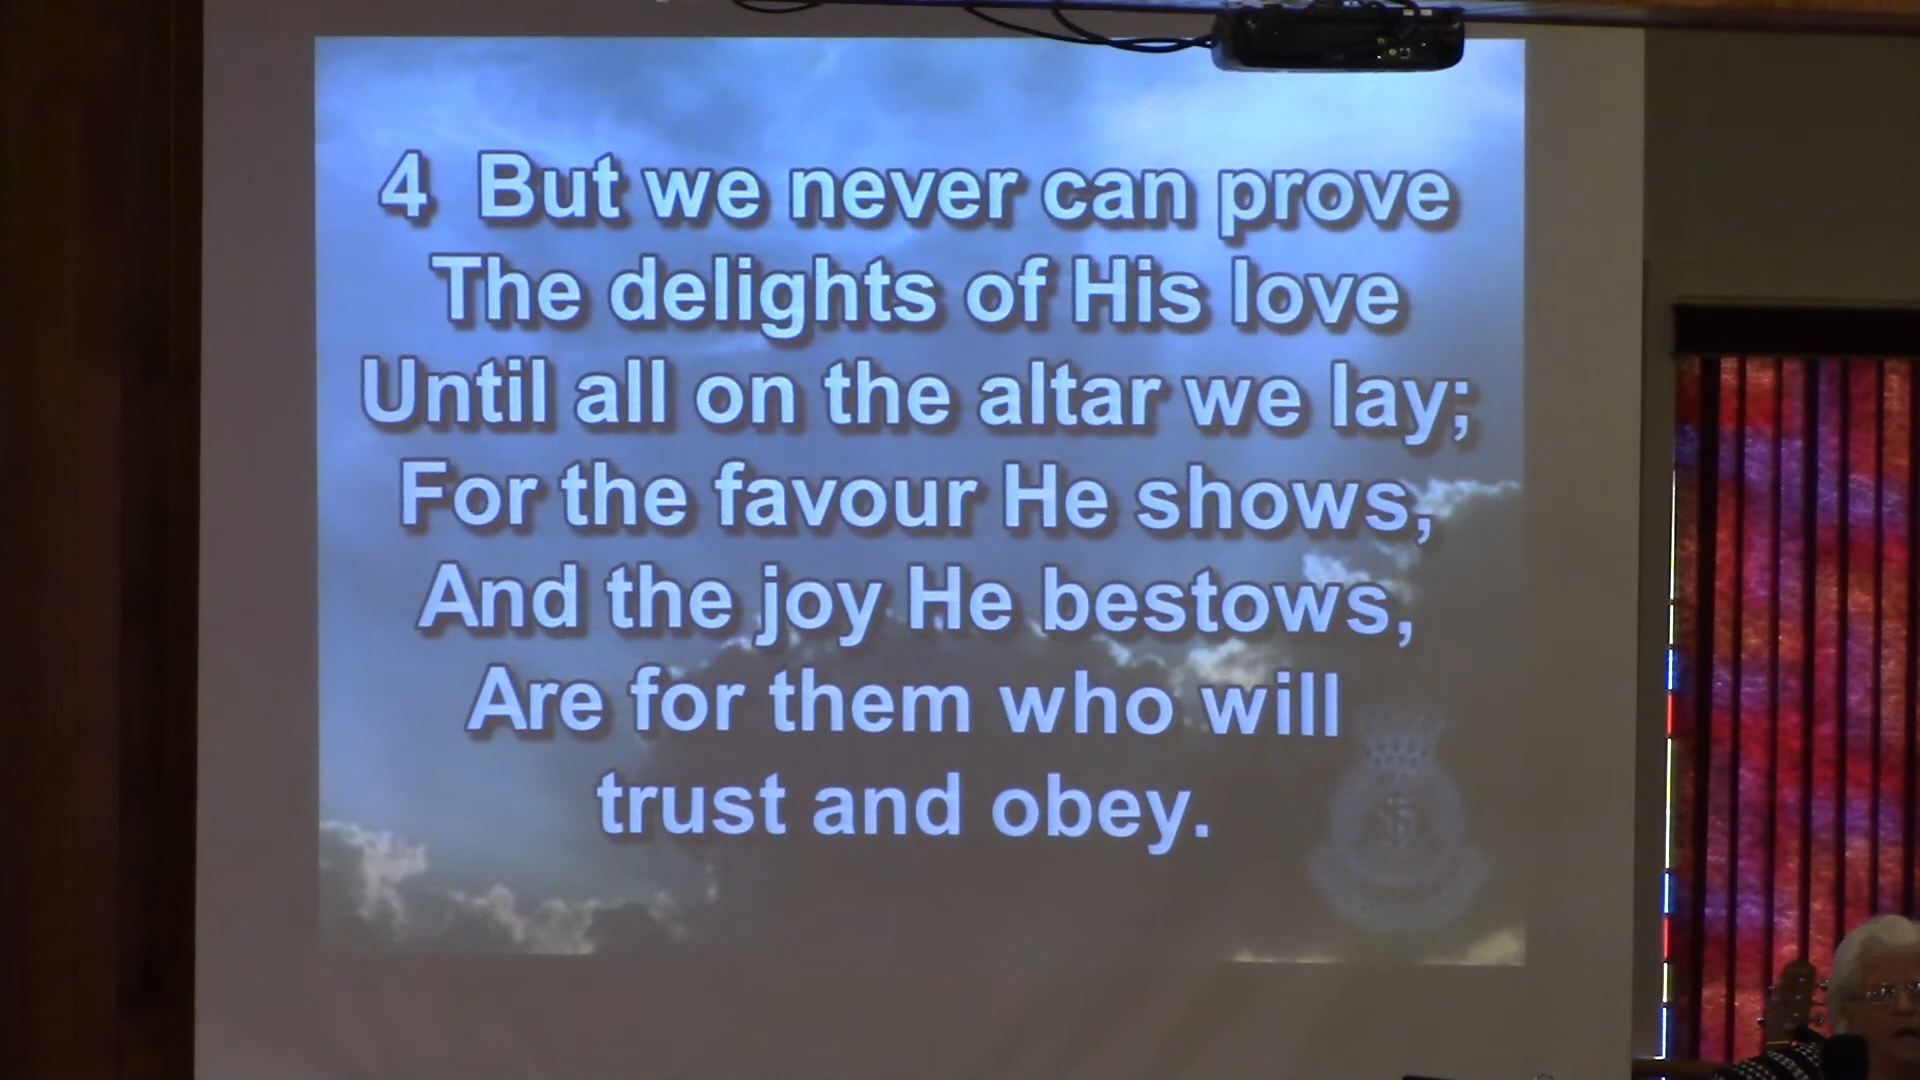 4 But we never can prove
The delights of His love
Until all on the altar we lay;
For the favour He shows,
And the joy He bestows,
Are for them who will
trust and obey.